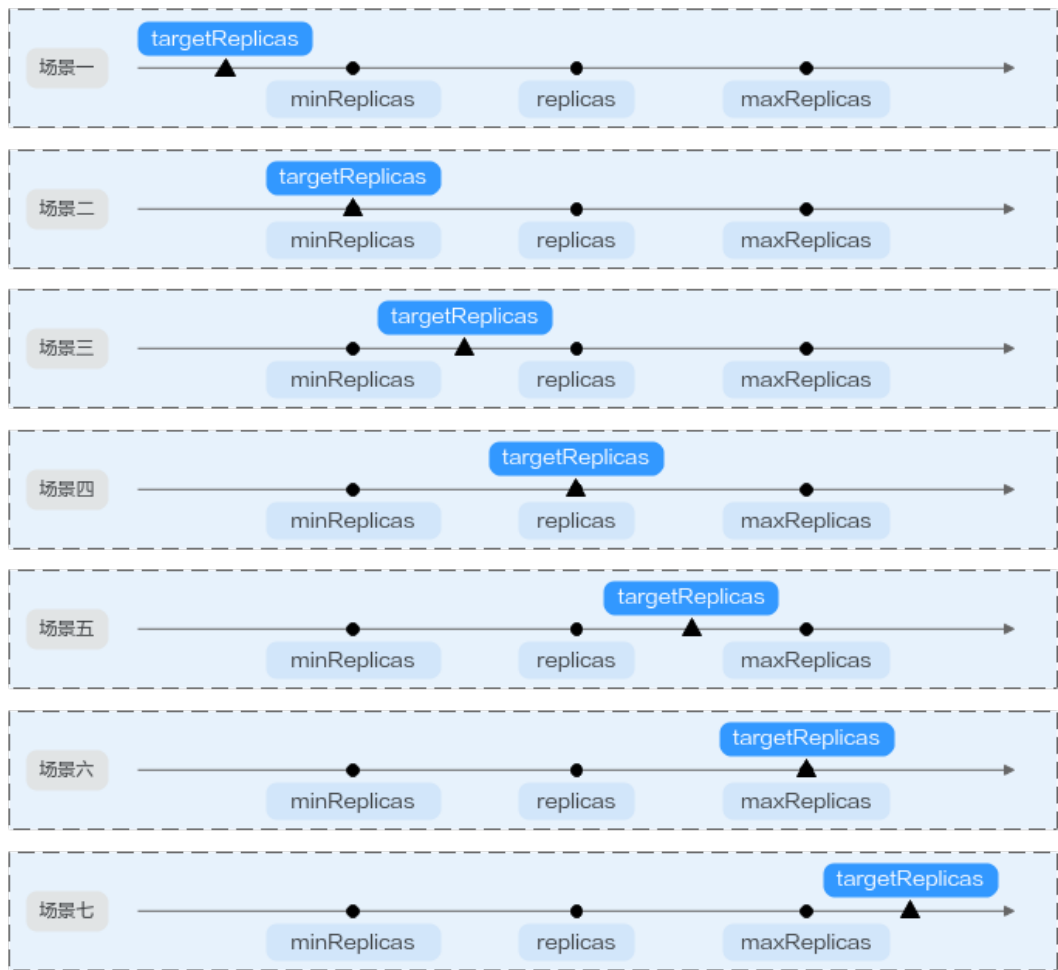 targetReplicas
场景一
minReplicas replicas maxReplicas
targetReplicas
场景二
minReplicas replicas maxReplicas
targetReplicas
场景三
minReplicas replicas maxReplicas
targetReplicas
场景四
minReplicas replicas maxReplicas
targetReplicas
场景五
minReplicas replicas maxReplicas
targetReplicas
场景六
minReplicas replicas maxReplicas
targetReplicas
场景七
minReplicas replicas maxReplicas